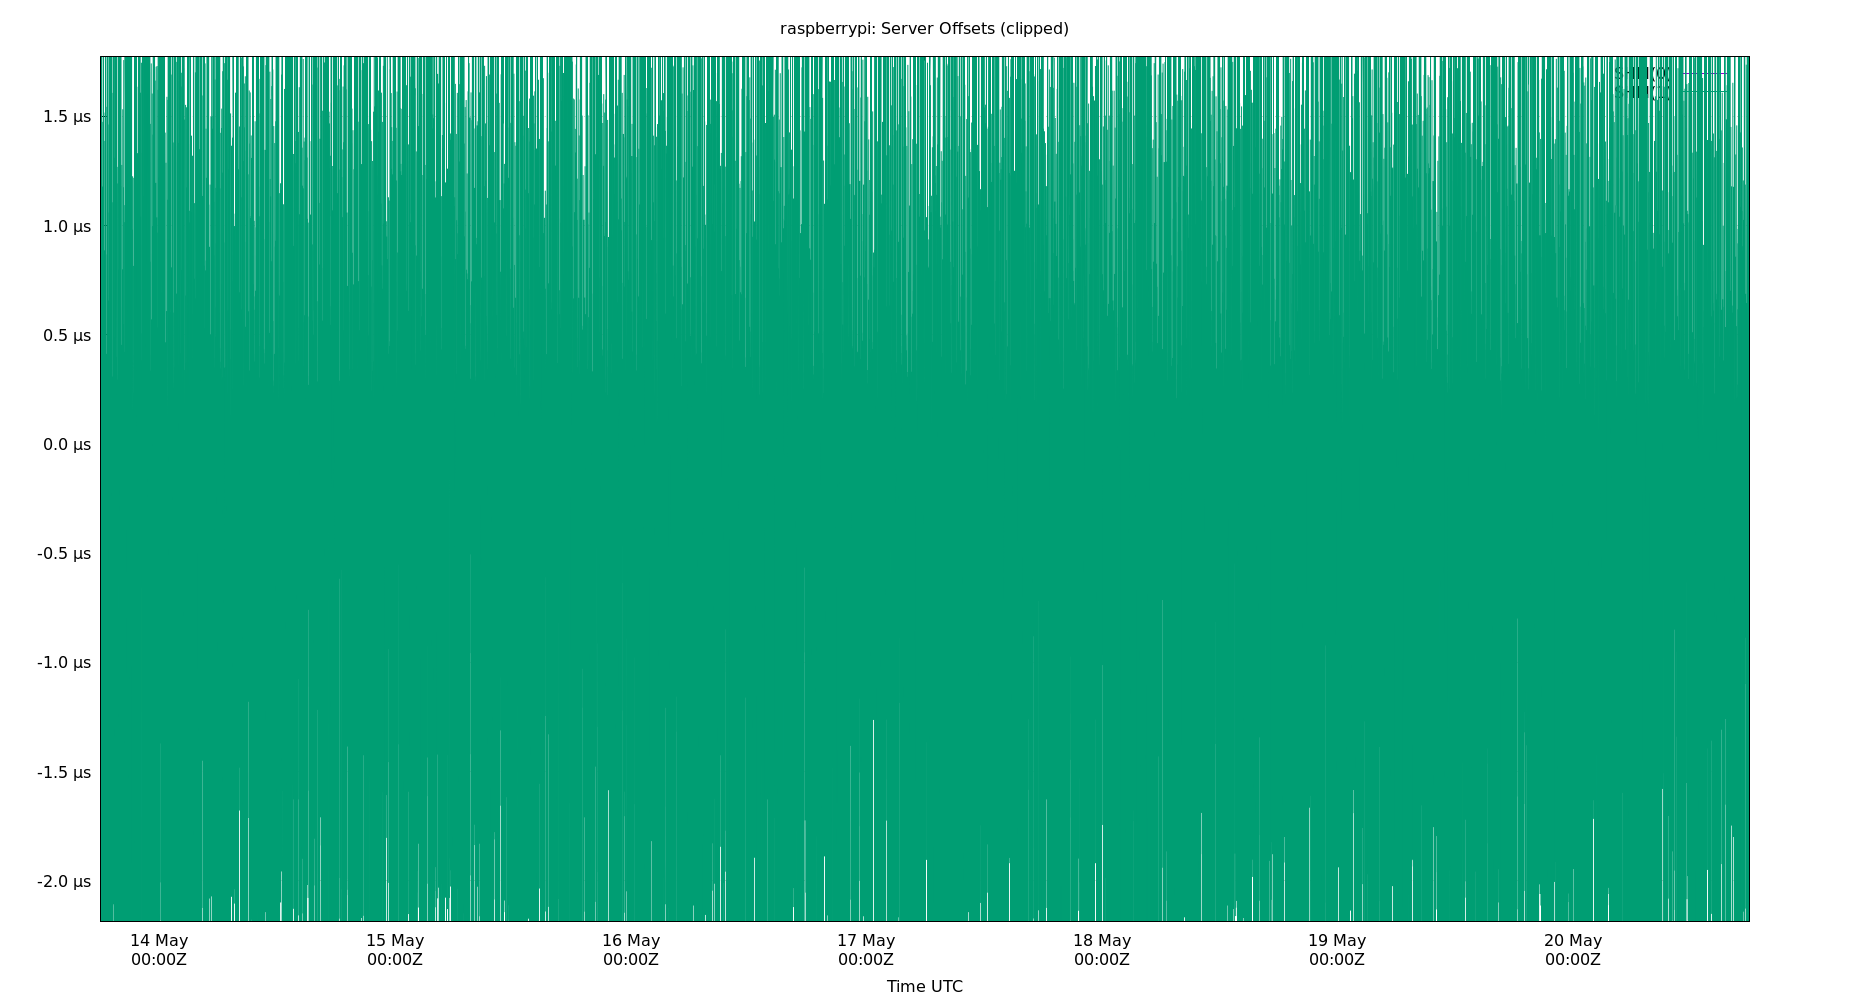 raspberrypi: Server Offsets (clipped)
1.5 µs
1.0 µs
0.5 µs
0.0 µs
-0.5 µs
-1.0 µs
-1.5 µs
-2.0 µs
14 May 15 May 16 May 17 May 18 May 19 May 20 May
00:00Z 00:00Z 00:00Z 00:00Z 00:00Z 00:00Z 00:00Z
Time UTC